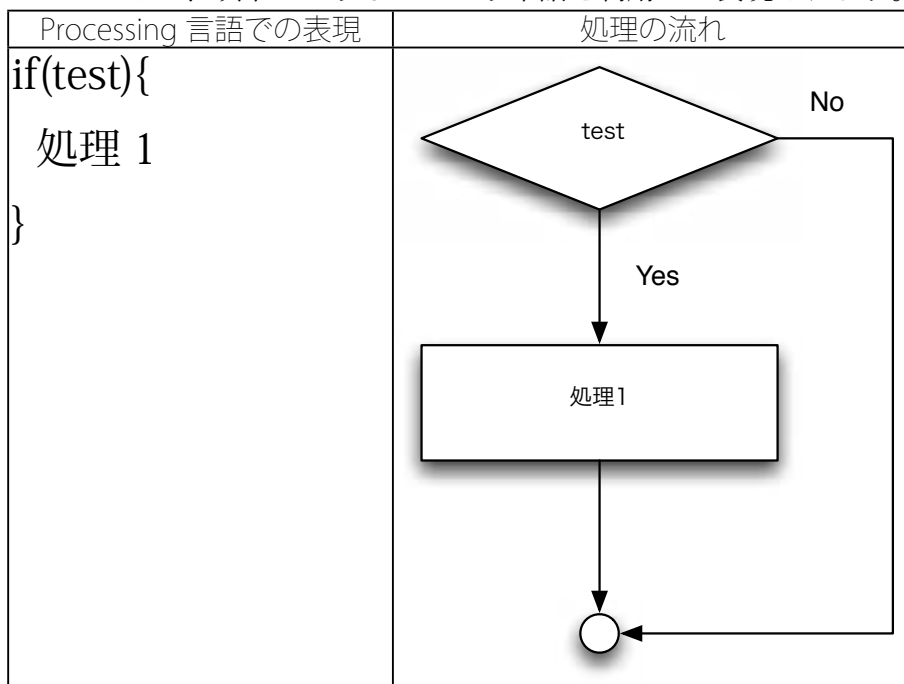 Processing 言語での表現
処理の流れ
if(test){
処理 1
}
test
No
Yes
処理1